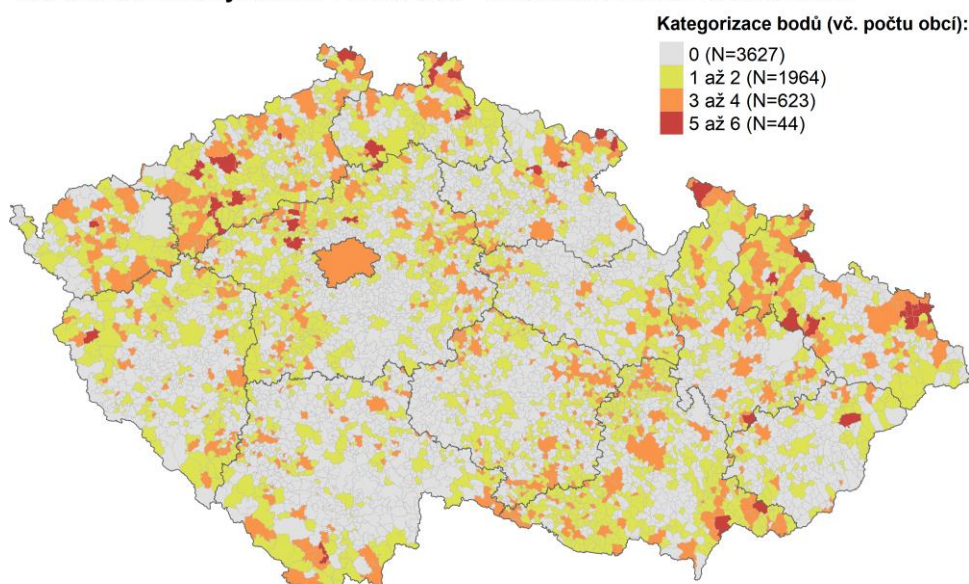 Kategorizace bodů (vč. počtu obcí):
0 (N=3627)
1 až 2 (N=1964)
3 až 4 (N=623)
5 až 6 (N=44)